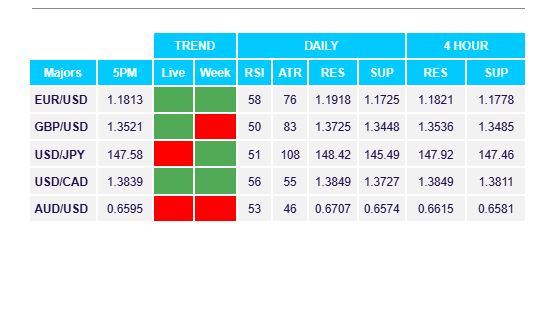 TREND DAILY 4 HOUR
Majors 5PM Live Week RSI ATR RES SUP RES SUP
EUR/USD 1.1813 58 76 1.1918 1.1725 1.1821 1.1778
GBP/USD 1.3521 50 83 1.3725 1.3448 1.3536 1.3485
USD/JPY 147.58 51 108 148.42 145.49 147.92 147.46
USD/CAD 1.3839 56 55 1.3849 1.3727 1.3849 1.3811
AUD/USD 0.6595 53 46 0.6707 0.6574 0.6615 0.6581